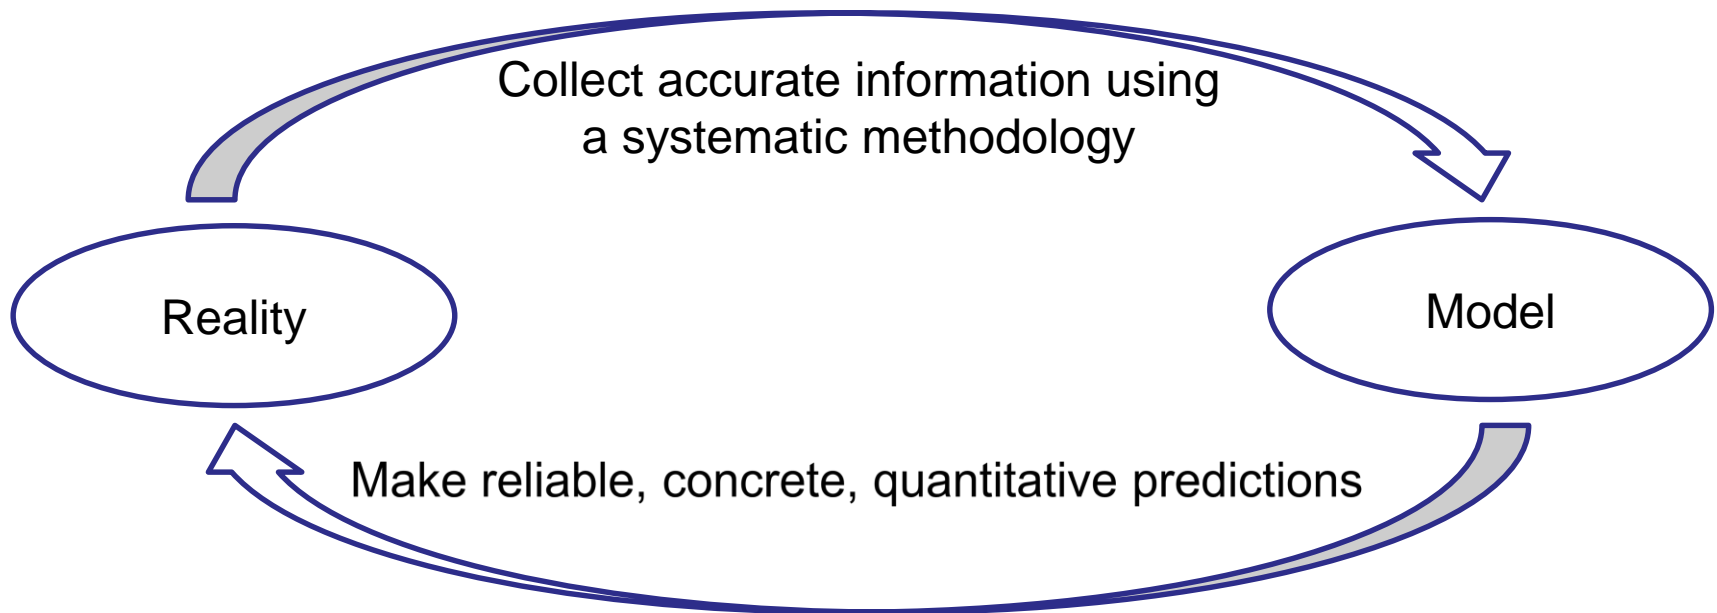 Collect accurate information using
a systematic methodology
Reality
Model
Make reliable, concrete, quantitative predictions